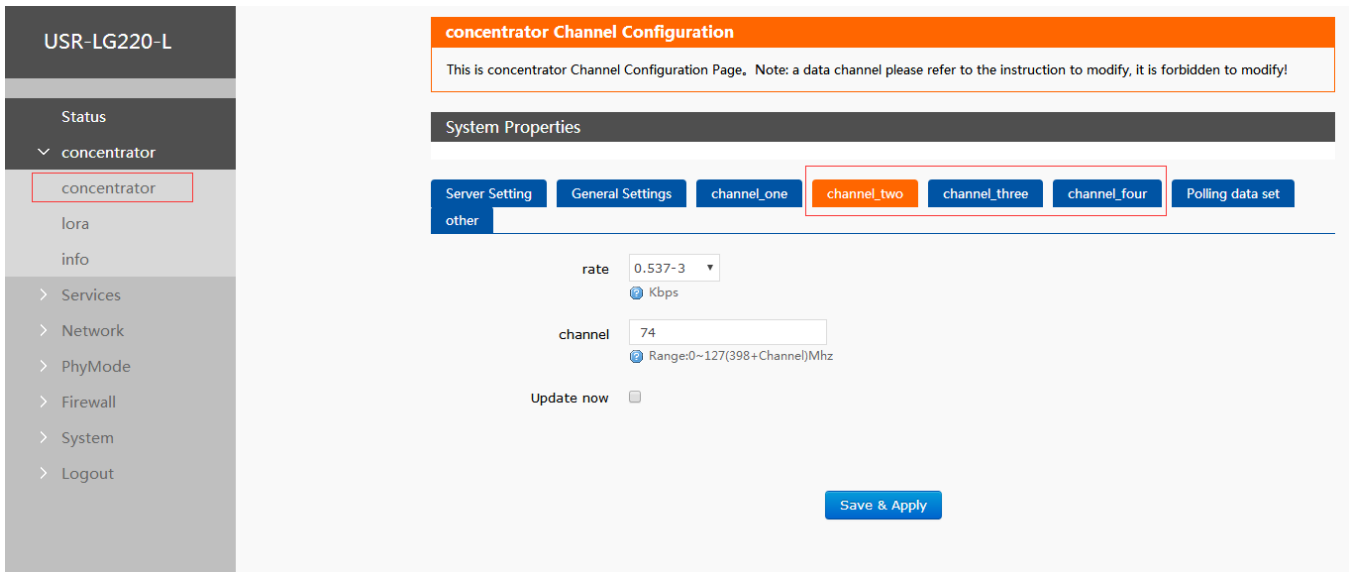 USR-LG220-L
Status
concentrator
concentrator
lora
info
Services
Network
PhyMode
Firewall
System
Logout
concentrator Channel Configuration
This is concentrator Channel Configuration Page。Note: a data channel please refer to the instruction to modify, it is forbidden to modify!
System Properties
Server Setting General Settings channel_one channel_two channel_three channel_four Polling data set
other
rate 0.537-3
Kbps
channel 74
Range:0~127(398+Channel)Mhz
Update now
Save & Apply